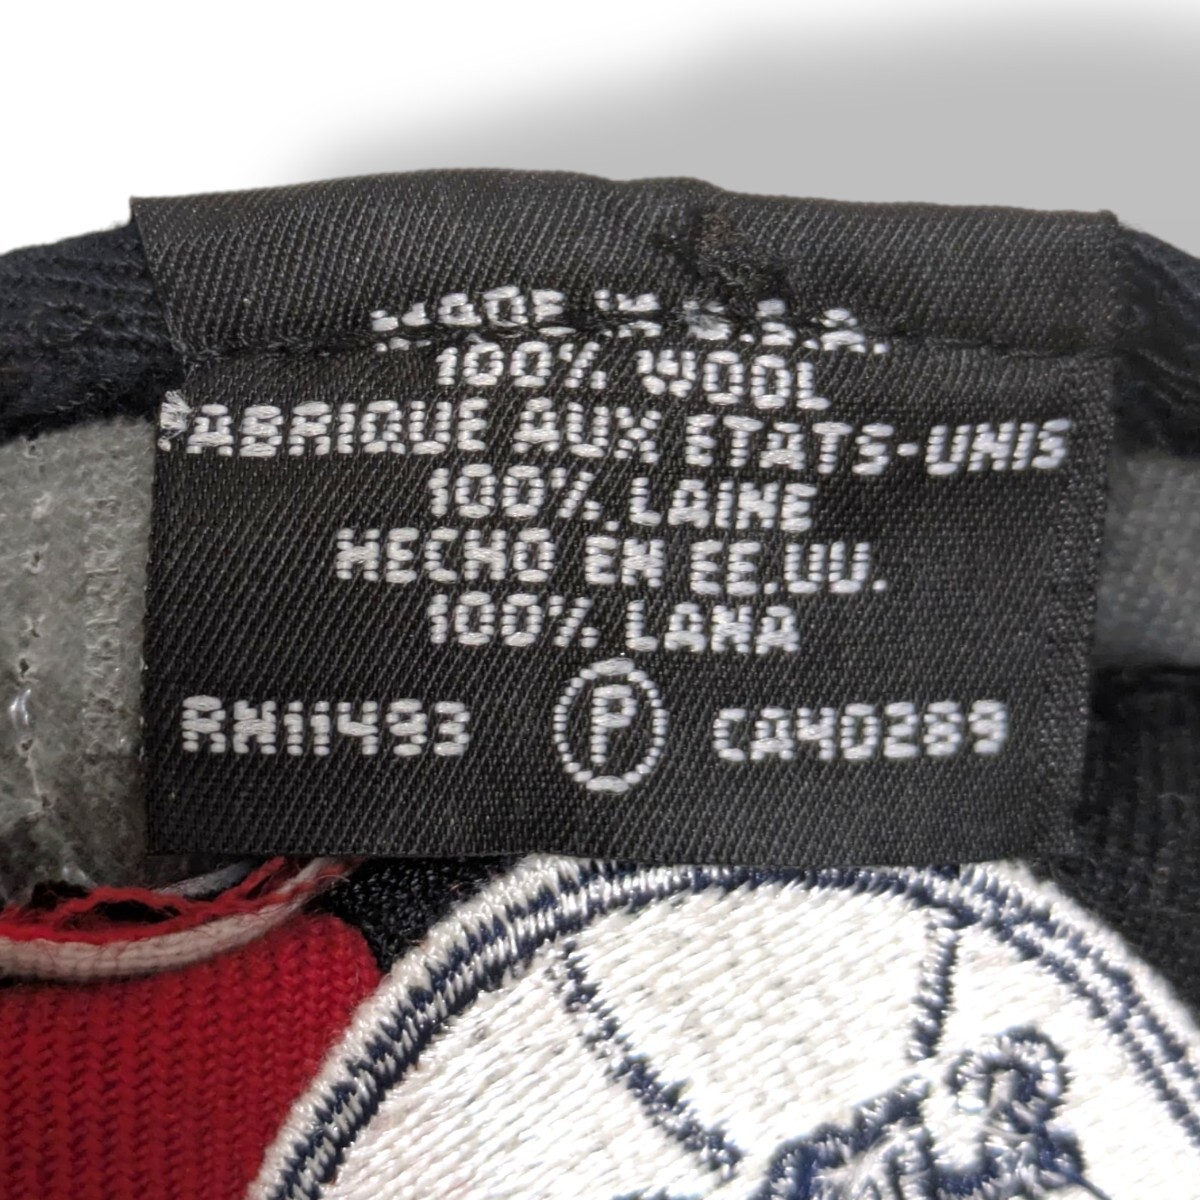 MADE IN U.S.A.
100% WOOL
FABRIQUE AUX ETATS-UNIS
100% LAINE
HECHO EN EE.UU.
100% LANA
RN11493 P CA40289